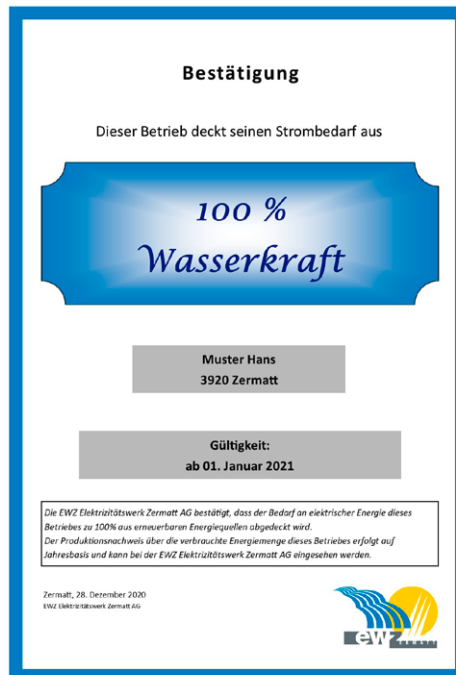 Bestätigung
Dieser Betrieb deckt seinen Strombedarf aus
100 %
Wasserkraft
Muster Hans
3920 Zermatt
Gültigkeit:
ab 01. Januar 2021
Die EWZ Elektrizitätswerk Zermatt AG bestätigt, dass der Bedarf an elektrischer Energie dieses
Betriebes zu 100% aus erneuerbaren Energiequellen abgedeckt wird.
Der Produktionsnachweis über die verbrauchte Energiemenge dieses Betriebes erfolgt auf
Jahresbasis und kann bei der EWZ Elektrizitätswerk Zermatt AG eingesehen werden.
Zermatt, 28. Dezember 2020
EWZ Elektrizitätswerk Zermatt AG
ewz